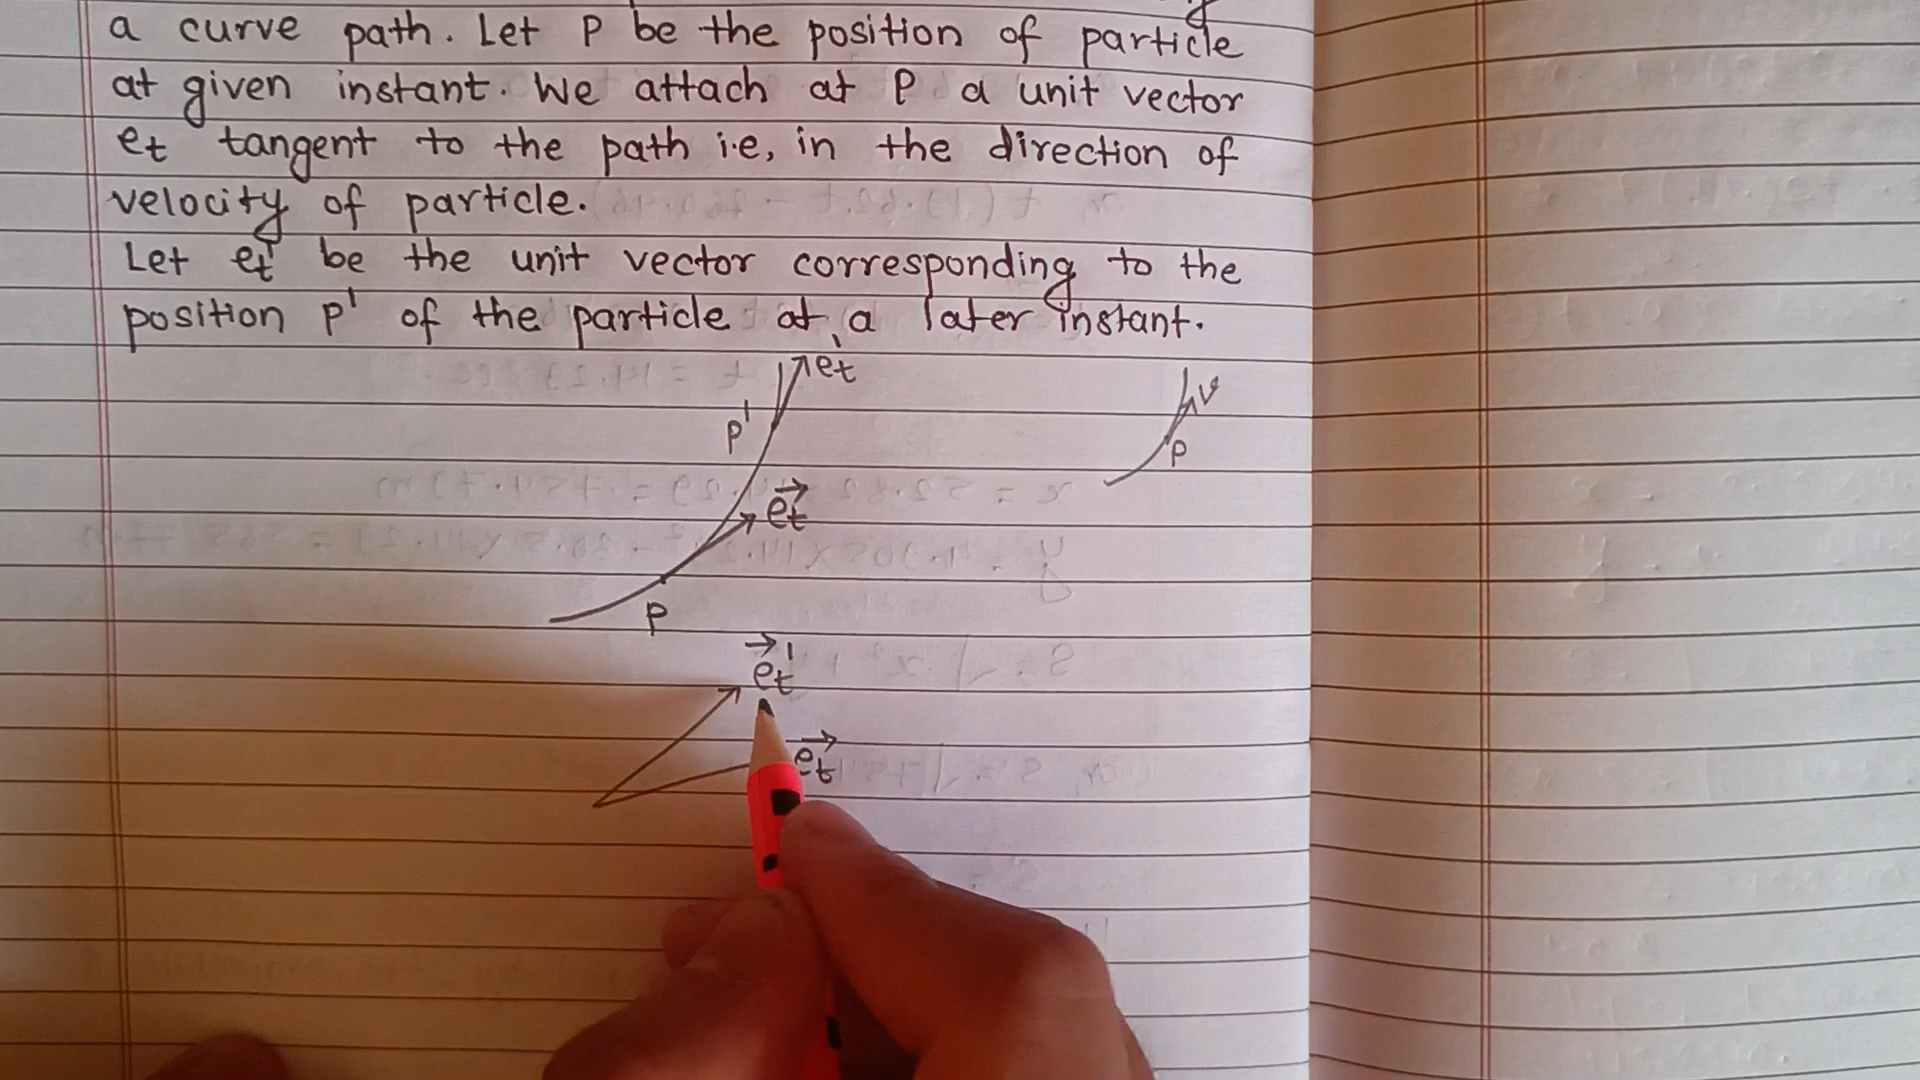 a curve path. Let P be the position of particle
at given instant. We attach at P a unit vector
et tangent to the path i.e, in the direction of
velocity of particle.
Let et' be the unit vector corresponding to the
position p' of the particle at a later instant.
et'
v
p'
P
et
P
et'
et